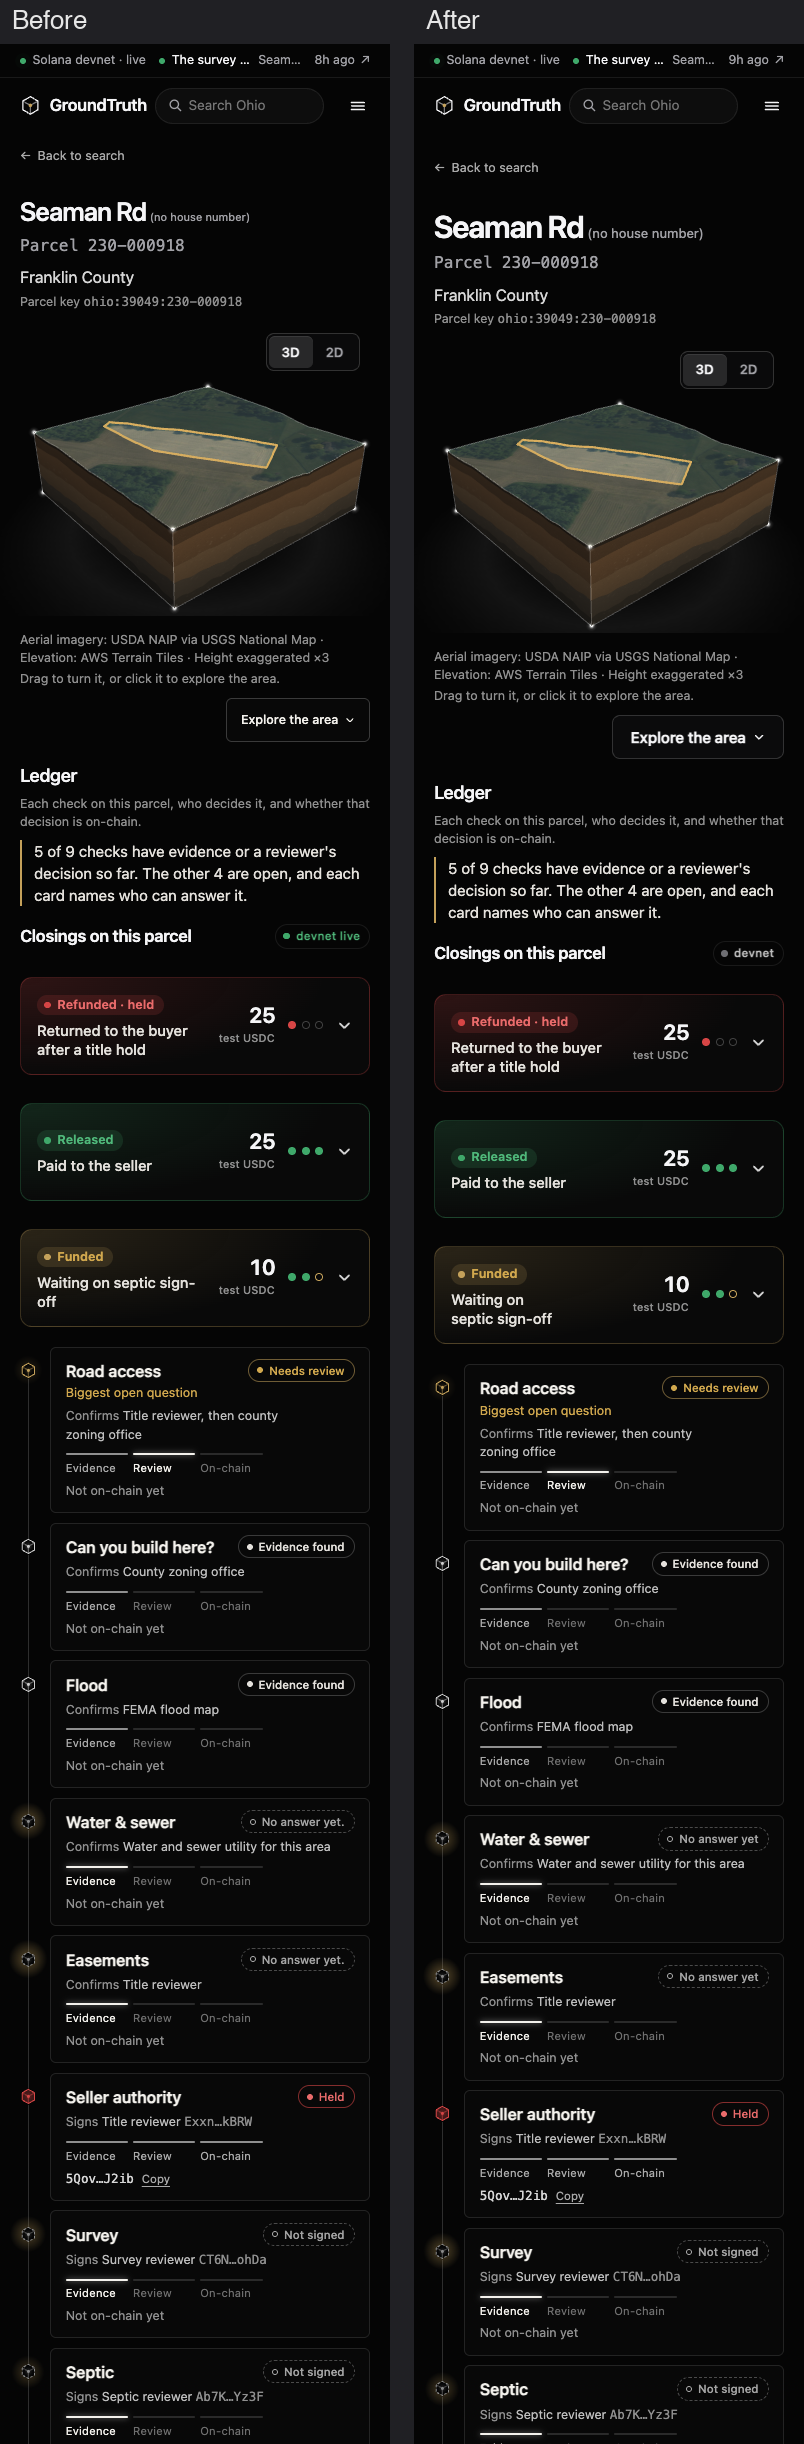 Before
Solana devnet · live The survey ... Seam... 8h ago ↗
GroundTruth Search Ohio
← Back to search
Seaman Rd (no house number)
Parcel 230-000918
Franklin County
Parcel key ohio:39049:230-000918
3D 2D
Aerial imagery: USDA NAIP via USGS National Map ·
Elevation: AWS Terrain Tiles · Height exaggerated ×3
Drag to turn it, or click it to explore the area.
Explore the area
Ledger
Each check on this parcel, who decides it, and whether that
decision is on-chain.
5 of 9 checks have evidence or a reviewer's
decision so far. The other 4 are open, and each
card names who can answer it.
Closings on this parcel devnet live
Refunded · held
Returned to the buyer
after a title hold
25
test USDC
Released
Paid to the seller
25
test USDC
Funded
Waiting on septic sign-
off
10
test USDC
Road access Needs review
Biggest open question
Confirms Title reviewer, then county
zoning office
Evidence Review On-chain
Not on-chain yet
Can you build here? Evidence found
Confirms County zoning office
Evidence Review On-chain
Not on-chain yet
Flood Evidence found
Confirms FEMA flood map
Evidence Review On-chain
Not on-chain yet
Water & sewer No answer yet.
Confirms Water and sewer utility for this area
Evidence Review On-chain
Not on-chain yet
Easements No answer yet.
Confirms Title reviewer
Evidence Review On-chain
Not on-chain yet
Seller authority Held
Signs Title reviewer Exxn…kBRW
Evidence Review On-chain
5Qov…J2ib Copy
Survey Not signed
Signs Survey reviewer CT6N…ohDa
Evidence Review On-chain
Not on-chain yet
Septic Not signed
Signs Septic reviewer Ab7K…Yz3F
Evidence Review On-chain
After
Solana devnet · live The survey ... Seam... 9h ago ↗
GroundTruth Search Ohio
← Back to search
Seaman Rd (no house number)
Parcel 230-000918
Franklin County
Parcel key ohio:39049:230-000918
3D 2D
Aerial imagery: USDA NAIP via USGS National Map ·
Elevation: AWS Terrain Tiles · Height exaggerated ×3
Drag to turn it, or click it to explore the area.
Explore the area
Ledger
Each check on this parcel, who decides it, and whether that
decision is on-chain.
5 of 9 checks have evidence or a reviewer's
decision so far. The other 4 are open, and each
card names who can answer it.
Closings on this parcel devnet
Refunded · held
Returned to the buyer
after a title hold
25
test USDC
Released
Paid to the seller
25
test USDC
Funded
Waiting on
septic sign-off
10
test USDC
Road access Needs review
Biggest open question
Confirms Title reviewer, then county
zoning office
Evidence Review On-chain
Not on-chain yet
Can you build here? Evidence found
Confirms County zoning office
Evidence Review On-chain
Not on-chain yet
Flood Evidence found
Confirms FEMA flood map
Evidence Review On-chain
Not on-chain yet
Water & sewer No answer yet
Confirms Water and sewer utility for this area
Evidence Review On-chain
Not on-chain yet
Easements No answer yet
Confirms Title reviewer
Evidence Review On-chain
Not on-chain yet
Seller authority Held
Signs Title reviewer Exxn…kBRW
Evidence Review On-chain
5Qov…J2ib Copy
Survey Not signed
Signs Survey reviewer CT6N…ohDa
Evidence Review On-chain
Not on-chain yet
Septic Not signed
Signs Septic reviewer Ab7K…Yz3F